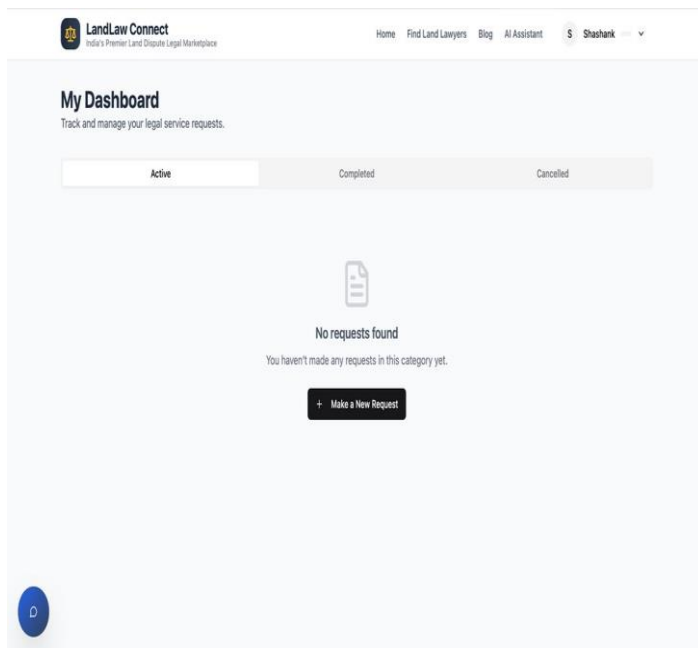 LandLaw Connect
India's Premier Land Dispute Legal Marketplace
Home Find Land Lawyers Blog AI Assistant S Shashank
My Dashboard
Track and manage your legal service requests.
Active Completed Cancelled
No requests found
You haven't made any requests in this category yet.
+ Make a New Request